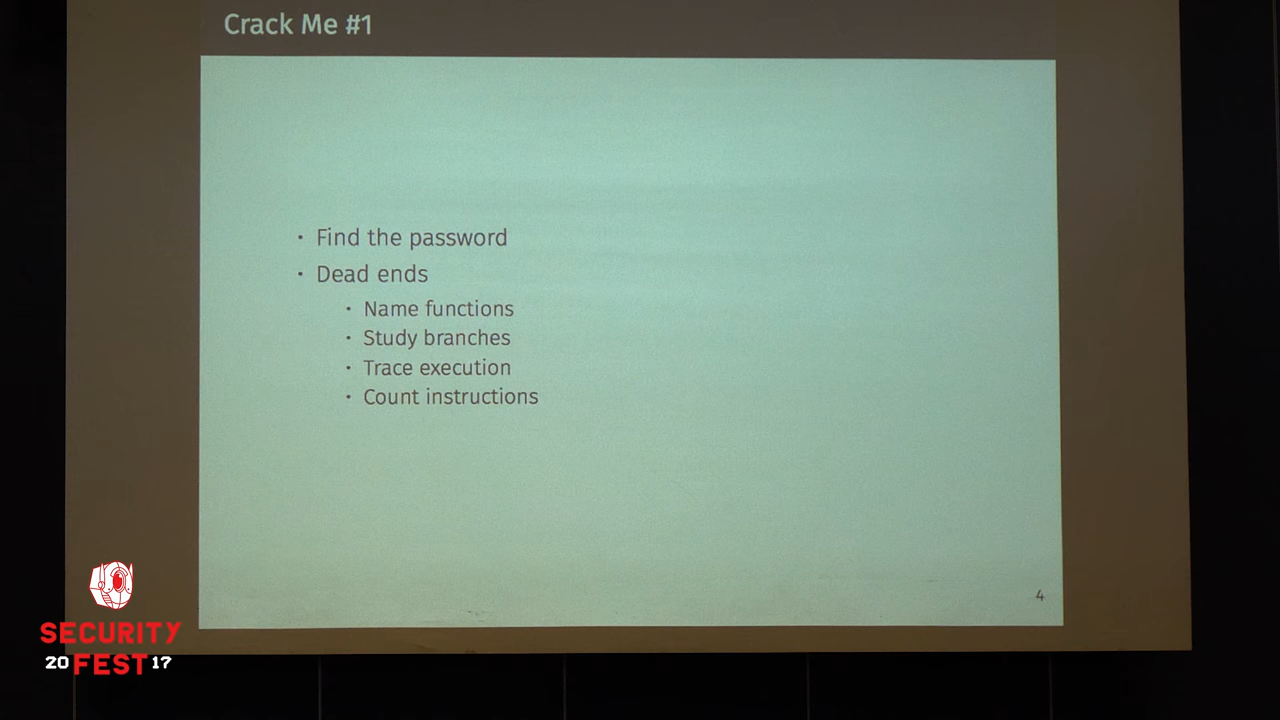 Crack Me #1
• Find the password
• Dead ends
• Name functions
• Study branches
• Trace execution
• Count instructions
4
SECURITY
20 FEST 17